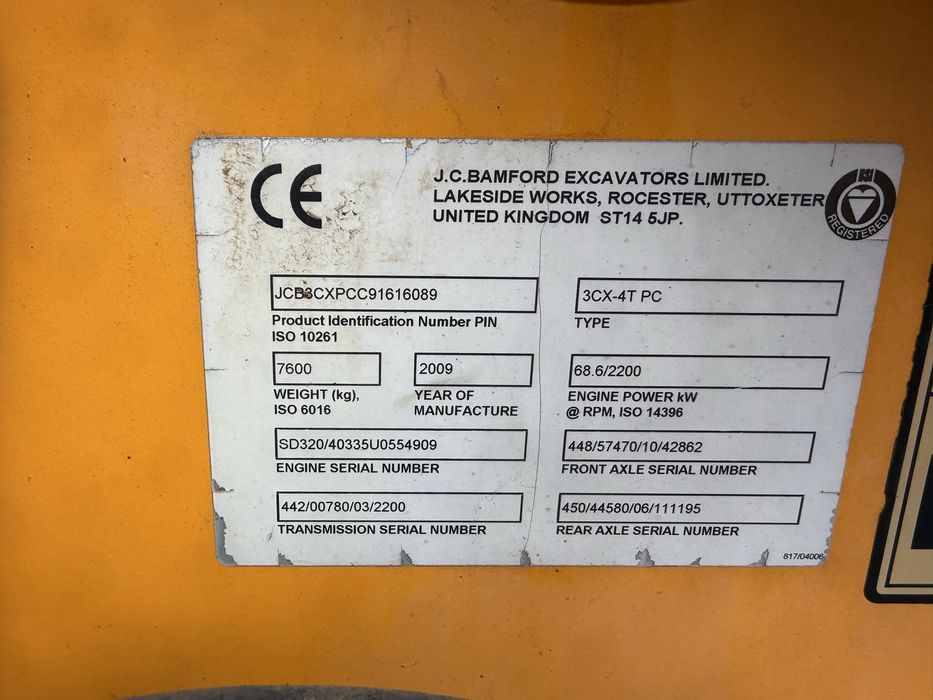 CE
J.C.BAMFORD EXCAVATORS LIMITED.
LAKESIDE WORKS, ROCESTER, UTTOXETER
UNITED KINGDOM ST14 5JP.
BSI
REGISTERED
JCB3CXPCC91616089
Product Identification Number PIN
ISO 10261
3CX-4T PC
TYPE
7600
WEIGHT (kg),
ISO 6016
2009
YEAR OF
MANUFACTURE
68.6/2200
ENGINE POWER kW
@ RPM, ISO 14396
SD320/40335U0554909
ENGINE SERIAL NUMBER
448/57470/10/42862
FRONT AXLE SERIAL NUMBER
442/00780/03/2200
TRANSMISSION SERIAL NUMBER
450/44580/06/111195
REAR AXLE SERIAL NUMBER
817/04006